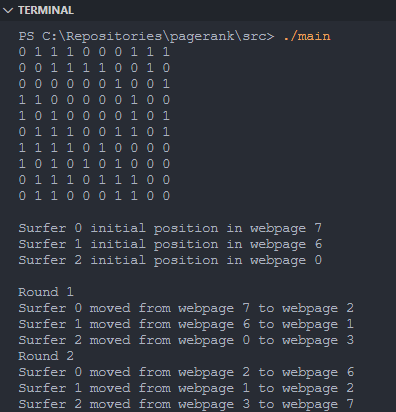 TERMINAL
PS C:\Repositories\pagerank\src> ./main
0 1 1 1 0 0 0 1 1 1
0 0 1 1 1 1 0 0 1 0
0 0 0 0 0 0 1 0 0 1
1 1 0 0 0 0 0 1 0 0
1 0 1 0 0 0 0 1 0 1
0 1 1 1 0 0 1 1 0 1
1 1 1 1 0 1 0 0 0 0
1 0 1 0 1 0 1 0 0 0
0 1 1 1 0 1 1 1 0 0
0 1 1 0 0 0 1 1 0 0
Surfer 0 initial position in webpage 7
Surfer 1 initial position in webpage 6
Surfer 2 initial position in webpage 0
Round 1
Surfer 0 moved from webpage 7 to webpage 2
Surfer 1 moved from webpage 6 to webpage 1
Surfer 2 moved from webpage 0 to webpage 3
Round 2
Surfer 0 moved from webpage 2 to webpage 6
Surfer 1 moved from webpage 1 to webpage 2
Surfer 2 moved from webpage 3 to webpage 7